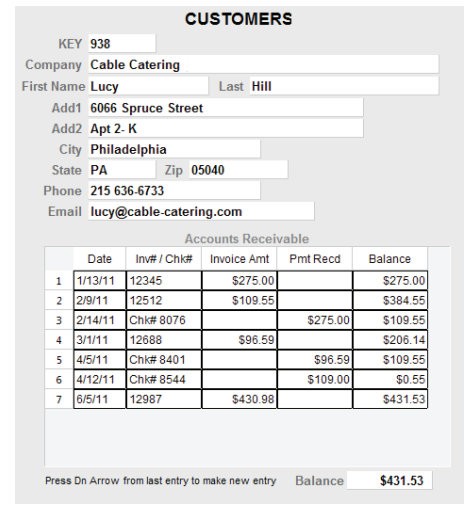 CUSTOMERS
KEY 938
Company Cable Catering
First Name Lucy Last Hill
Add1 6066 Spruce Street
Add2 Apt 2- K
City Philadelphia
State PA Zip 05040
Phone 215 636-6733
Email lucy@cable-catering.com
Accounts Receivable
Date Inv# / Chk# Invoice Amt Pmt Recd Balance
1 1/13/11 12345 $275.00 $275.00
2 2/9/11 12512 $109.55 $384.55
3 2/14/11 Chk# 8076 $275.00 $109.55
4 3/1/11 12688 $96.59 $206.14
5 4/5/11 Chk# 8401 $96.59 $109.55
6 4/12/11 Chk# 8544 $109.00 $0.55
7 6/5/11 12987 $430.98 $431.53
Press Dn Arrow from last entry to make new entry Balance $431.53